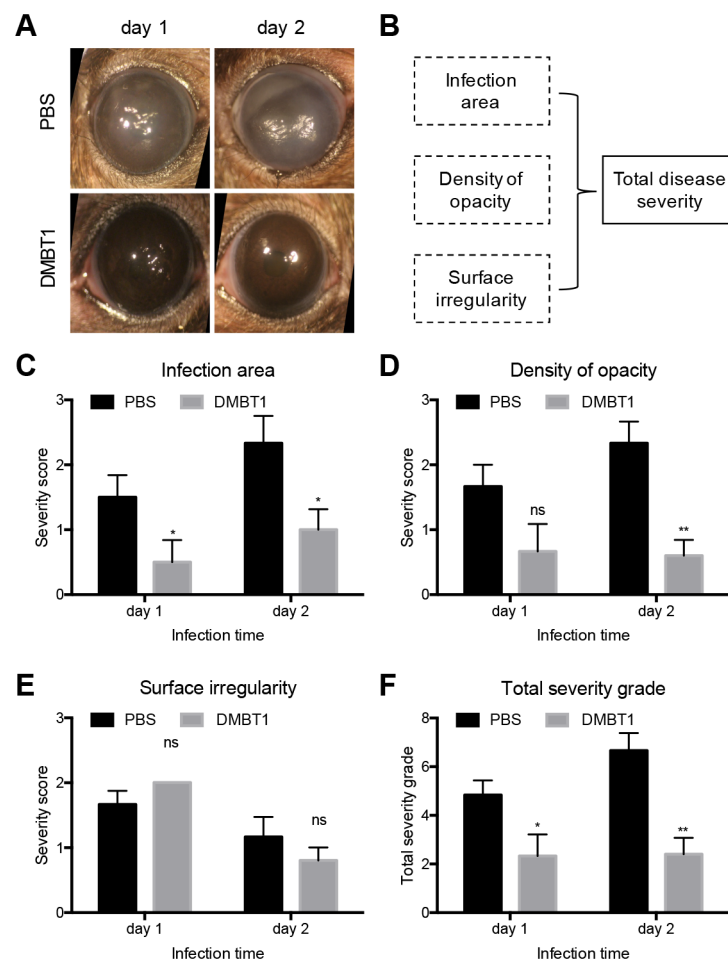 A
day 1
day 2
PBS
DMBT1
B
Infection
area
Density of
opacity
Surface
irregularity
Total disease
severity
C
Infection area
PBS
DMBT1
Severity score
3
2
1
0
*
*
day 1
day 2
Infection time
D
Density of opacity
PBS
DMBT1
Severity score
3
2
1
0
ns
**
day 1
day 2
Infection time
E
Surface irregularity
PBS
DMBT1
Severity score
3
2
1
0
ns
ns
day 1
day 2
Infection time
F
Total severity grade
PBS
DMBT1
Total severity grade
8
6
4
2
0
*
**
day 1
day 2
Infection time